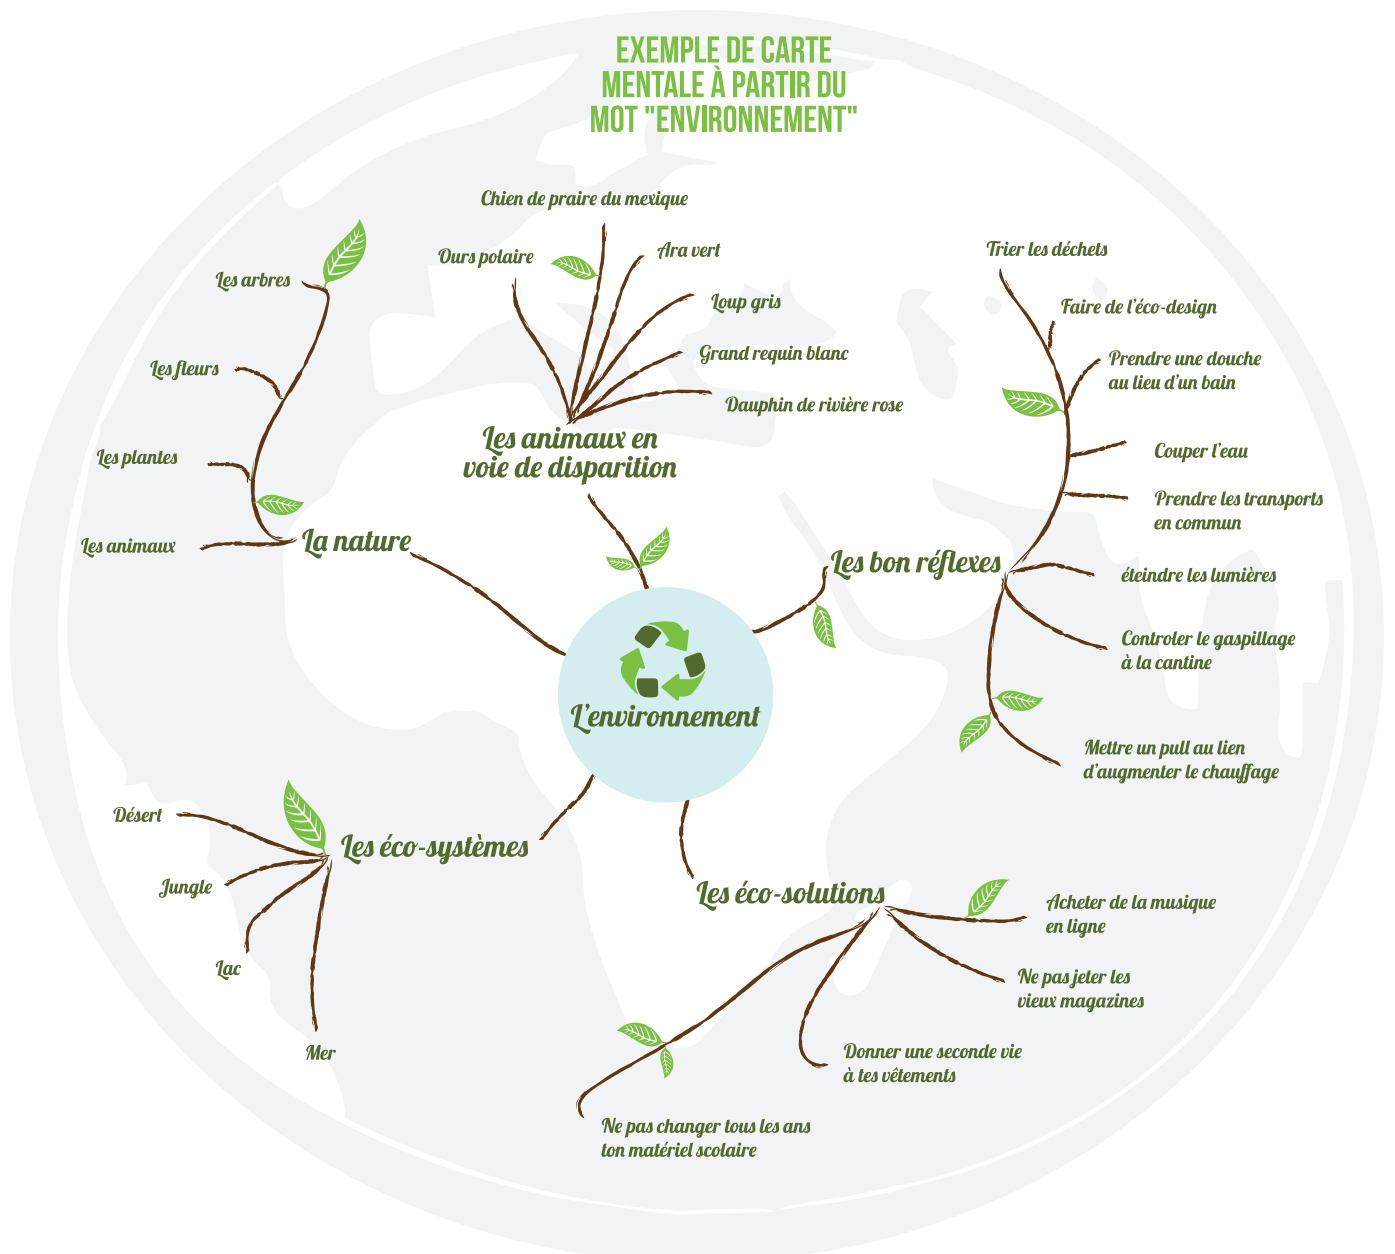 EXEMPLE DE CARTE
MENTALE À PARTIR DU
MOT "ENVIRONNEMENT"
Chien de praire du mexique
Ours polaire
Ara vert
Loup gris
Grand requin blanc
Dauphin de rivière rose
Les animaux en
voie de disparition
Les arbres
Les fleurs
Les plantes
Les animaux
La nature
Trier les déchets
Faire de l'éco-design
Prendre une douche
au lieu d'un bain
Couper l'eau
Prendre les transports
en commun
Les bon réflexes
éteindre les lumières
Controler le gaspillage
à la cantine
Mettre un pull au lien
d'augmenter le chauffage
L'environnement
Désert
Jungle
Lac
Mer
Les éco-systèmes
Les éco-solutions
Acheter de la musique
en ligne
Ne pas jeter les
vieux magazines
Donner une seconde vie
à tes vêtements
Ne pas changer tous les ans
ton matériel scolaire